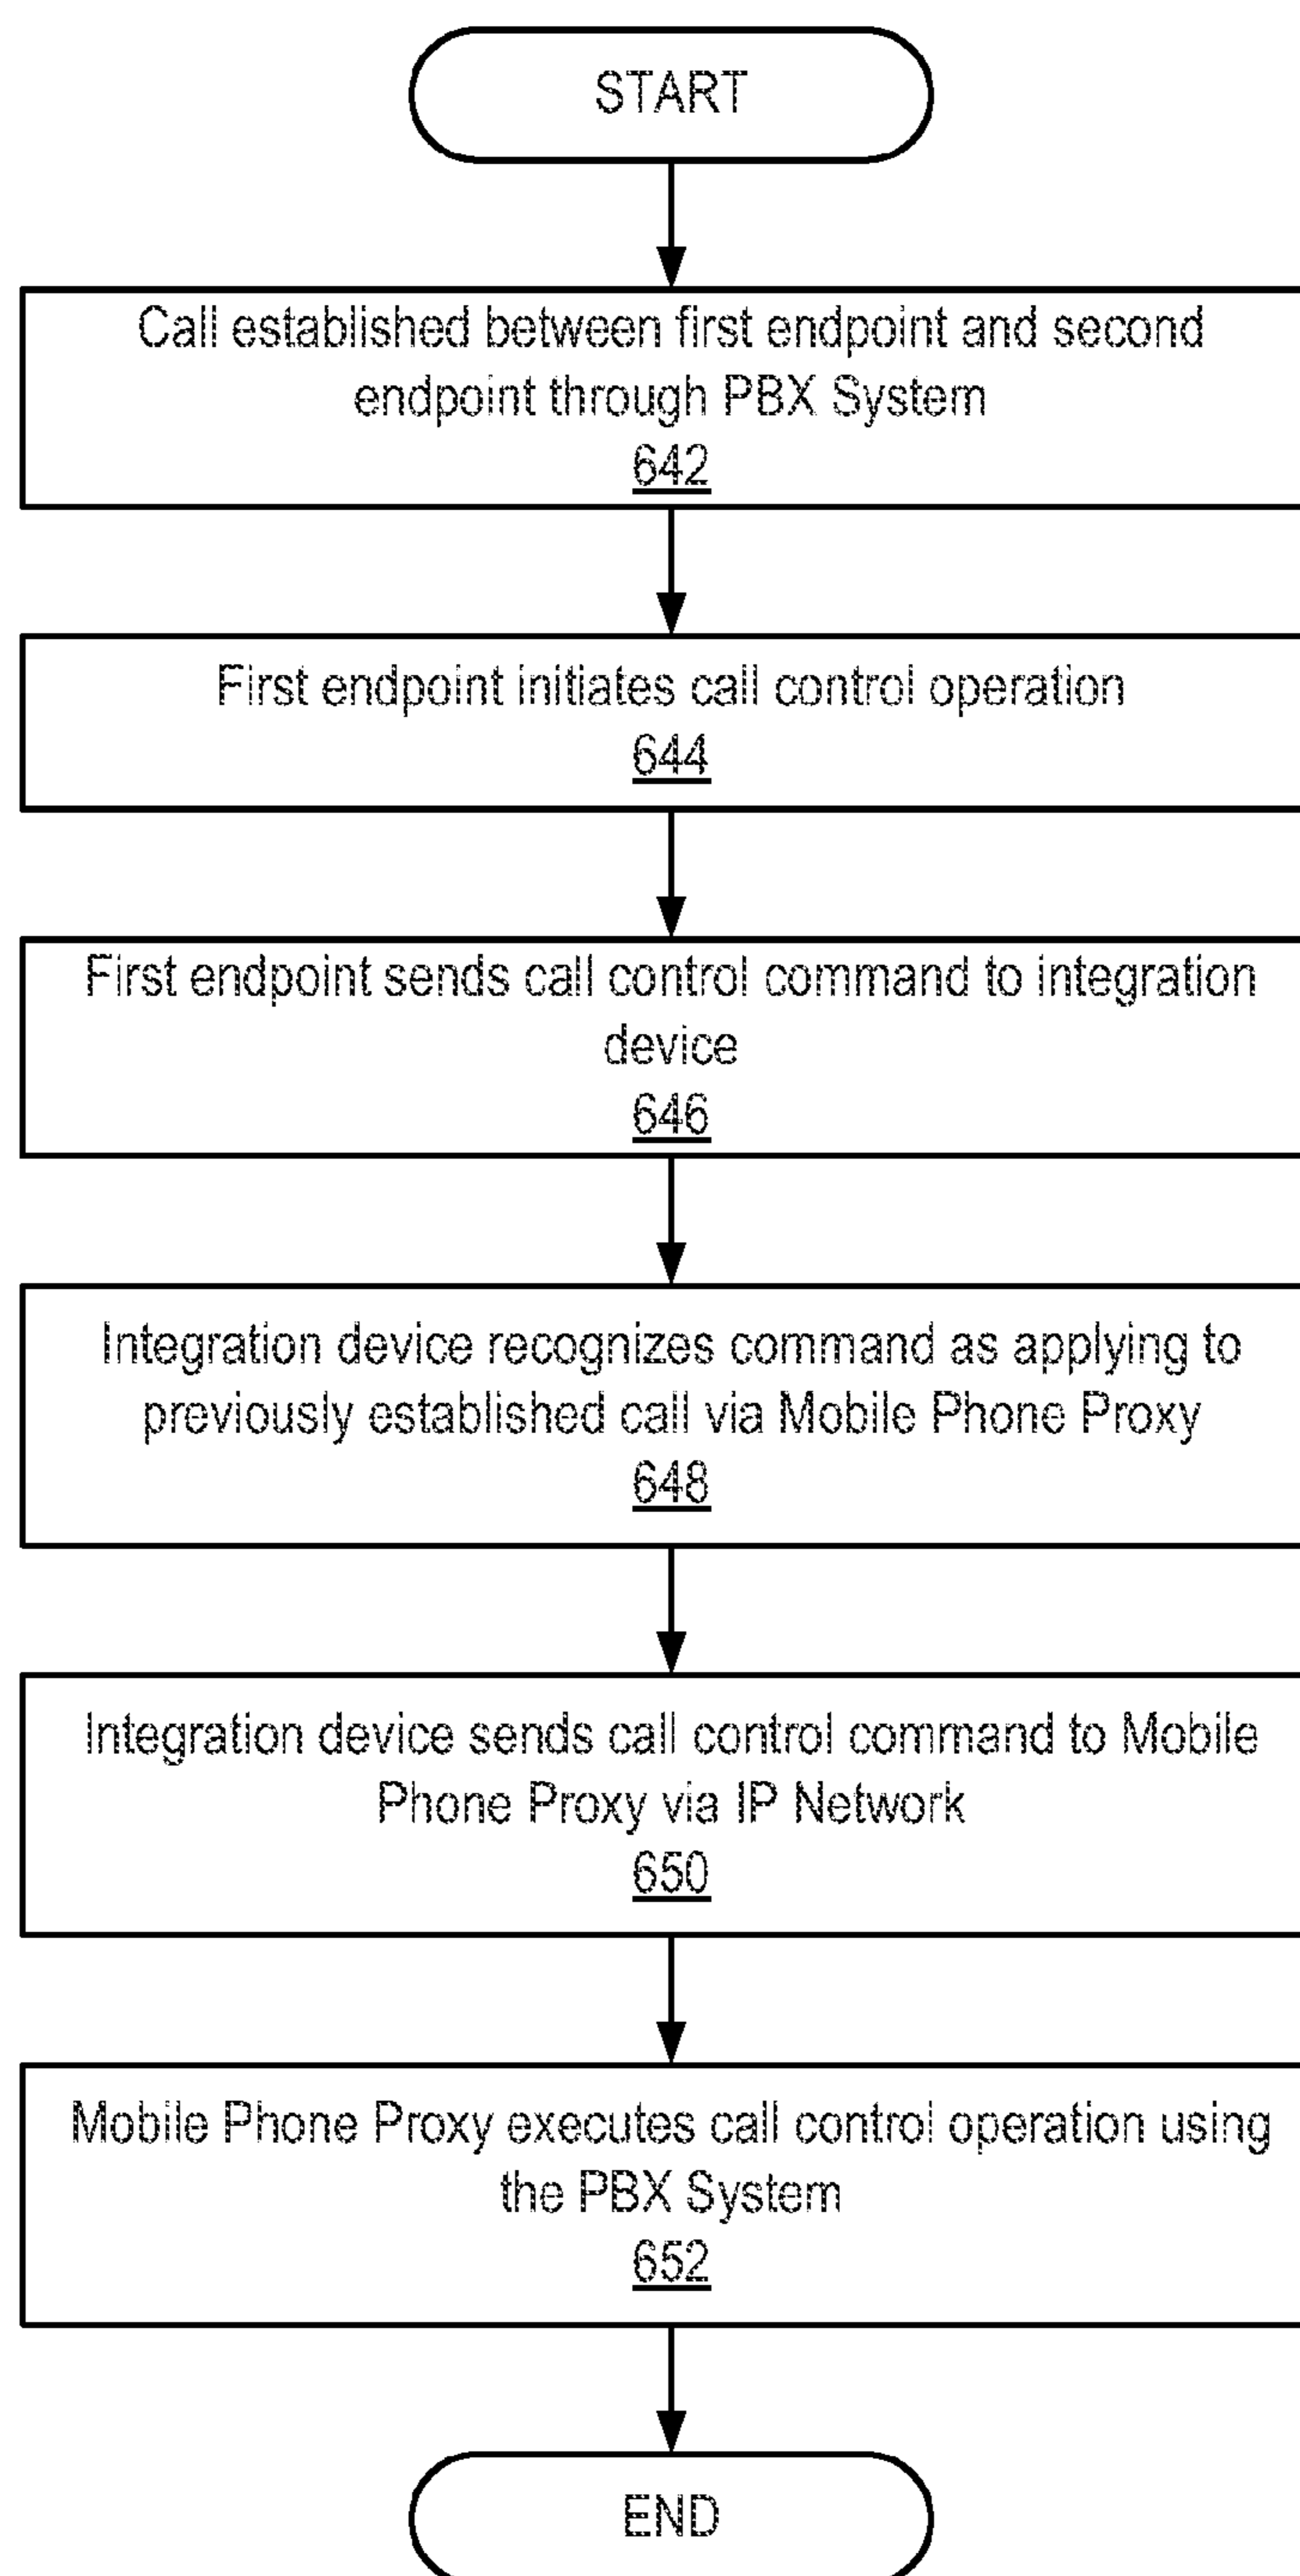 START
Call established between first endpoint and second
endpoint through PBX System
642
First endpoint initiates call control operation
644
First endpoint sends call control command to integration
device
646
Integration device recognizes command as applying to
previously established call via Mobile Phone Proxy
648
Integration device sends call control command to Mobile
Phone Proxy via IP Network
650
Mobile Phone Proxy executes call control operation using
the PBX System
652
END